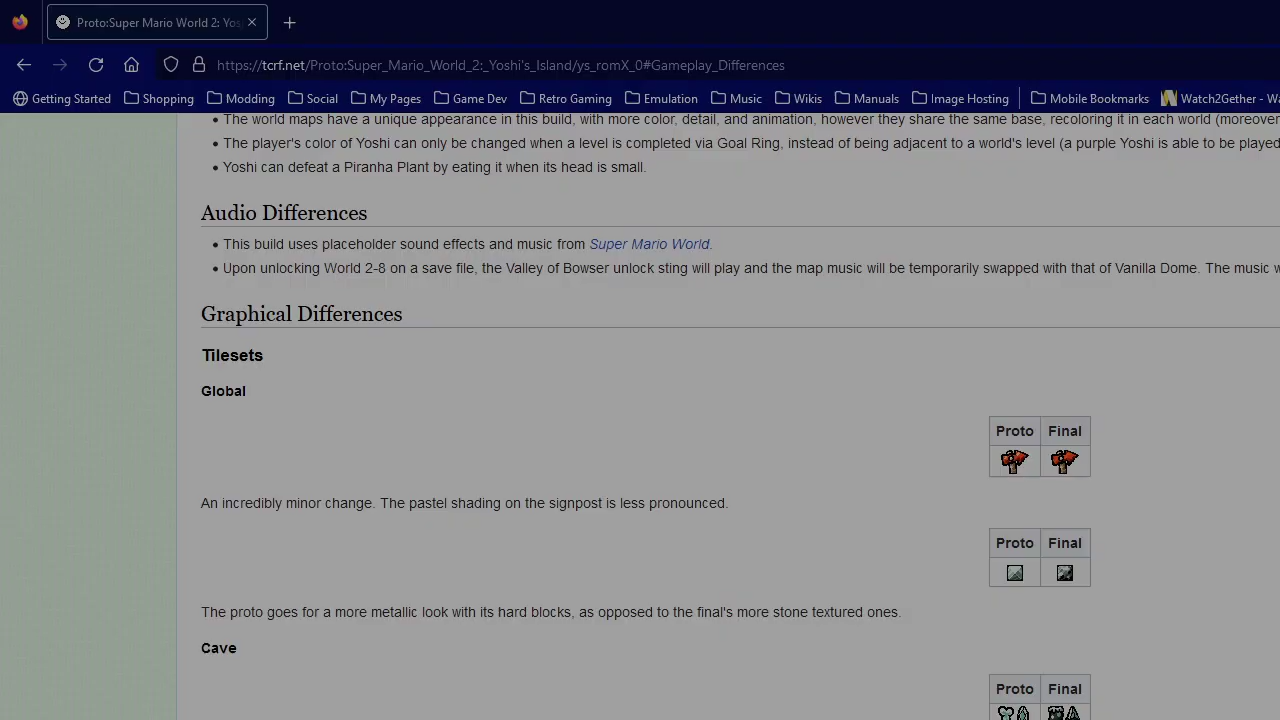 Proto:Super Mario World 2: Yos
https://tcrf.net/Proto:Super_Mario_World_2:_Yoshi's_Island/ys_romX_0#Gameplay_Differences
Getting Started Shopping Modding Social My Pages Game Dev Retro Gaming Emulation Music Wikis Manuals Image Hosting Mobile Bookmarks Watch2Gether - Wa
The world maps have a unique appearance in this build, with more color, detail, and animation, however they share the same base, recoloring it in each world (moreover
The player's color of Yoshi can only be changed when a level is completed via Goal Ring, instead of being adjacent to a world's level (a purple Yoshi is able to be played
Yoshi can defeat a Piranha Plant by eating it when its head is small.
Audio Differences
This build uses placeholder sound effects and music from Super Mario World.
Upon unlocking World 2-8 on a save file, the Valley of Bowser unlock sting will play and the map music will be temporarily swapped with that of Vanilla Dome. The music w
Graphical Differences
Tilesets
Global
Proto Final
An incredibly minor change. The pastel shading on the signpost is less pronounced.
Proto Final
The proto goes for a more metallic look with its hard blocks, as opposed to the final's more stone textured ones.
Cave
Proto Final